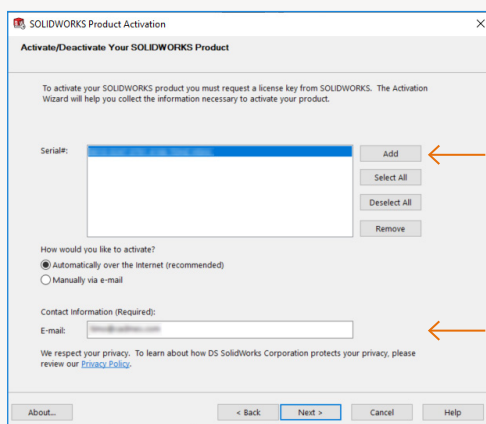 SOLIDWORKS Product Activation
Activate/Deactivate Your SOLIDWORKS Product
To activate your SOLIDWORKS product you must request a license key from SOLIDWORKS. The Activation
Wizard will help you collect the information necessary to activate your product.
Serial#:
Add
Select All
Deselect All
Remove
How would you like to activate?
Automatically over the Internet (recommended)
Manually via e-mail
Contact Information (Required):
E-mail:
We respect your privacy. To learn about how DS SolidWorks Corporation protects your privacy, please
review our Privacy Policy.
About... < Back Next > Cancel Help